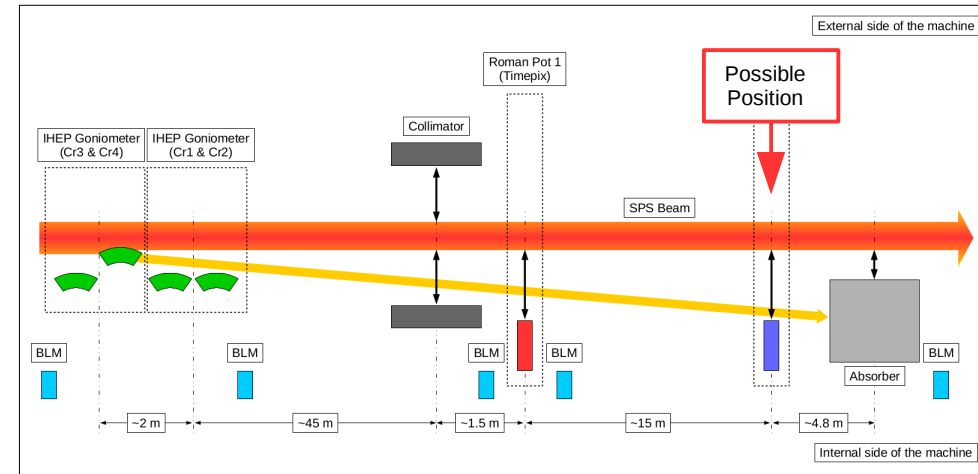 External side of the machine
Roman Pot 1
(Timepix)
Possible
Position
Collimator
IHEP Goniometer
(Cr3 & Cr4)
IHEP Goniometer
(Cr1 & Cr2)
SPS Beam
BLM
BLM
BLM
BLM
BLM
Absorber
~2 m
~45 m
~1.5 m
~15 m
~4.8 m
Internal side of the machine